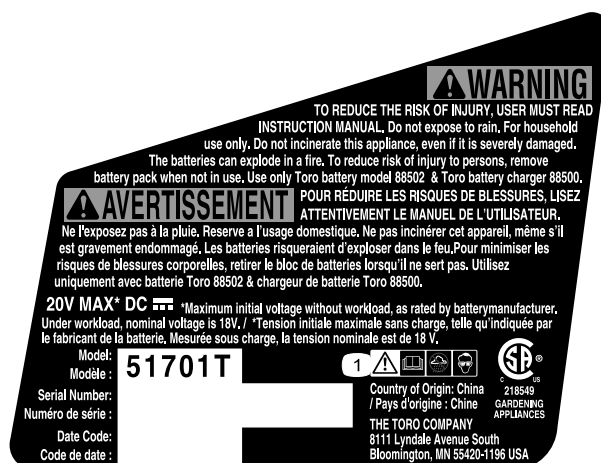 WARNING
TO REDUCE THE RISK OF INJURY, USER MUST READ
INSTRUCTION MANUAL. Do not expose to rain. For household
use only. Do not incinerate this appliance, even if it is severely damaged.
The batteries can explode in a fire. To reduce risk of injury to persons, remove
battery pack when not in use. Use only Toro battery model 88502 & Toro battery charger 88500.
AVERTISSEMENT
POUR RÉDUIRE LES RISQUES DE BLESSURES, LISEZ
ATTENTIVEMENT LE MANUEL DE L'UTILISATEUR.
Ne l'exposez pas à la pluie. Reserve a l'usage domestique. Ne pas incinérer cet appareil, même s'il
est gravement endommagé. Les batteries risqueraient d'exploser dans le feu.Pour minimiser les
risques de blessures corporelles, retirer le bloc de batteries lorsqu'il ne sert pas. Utilisez
uniquement avec batterie Toro 88502 & chargeur de batterie Toro 88500.
20V MAX* DC *Maximum initial voltage without workload, as rated by batterymanufacturer.
Under workload, nominal voltage is 18V. / *Tension initiale maximale sans charge, telle qu'indiquée par
le fabricant de la batterie. Mesurée sous charge, la tension nominale est de 18 V.
Model:
Modèle :
51701T
Serial Number:
Numéro de série :
Date Code:
Code de date :
1
Country of Origin: China
/ Pays d'origine : Chine
THE TORO COMPANY
8111 Lyndale Avenue South
Bloomington, MN 55420-1196 USA
SA ®
C US
218549
GARDENING
APPLIANCES